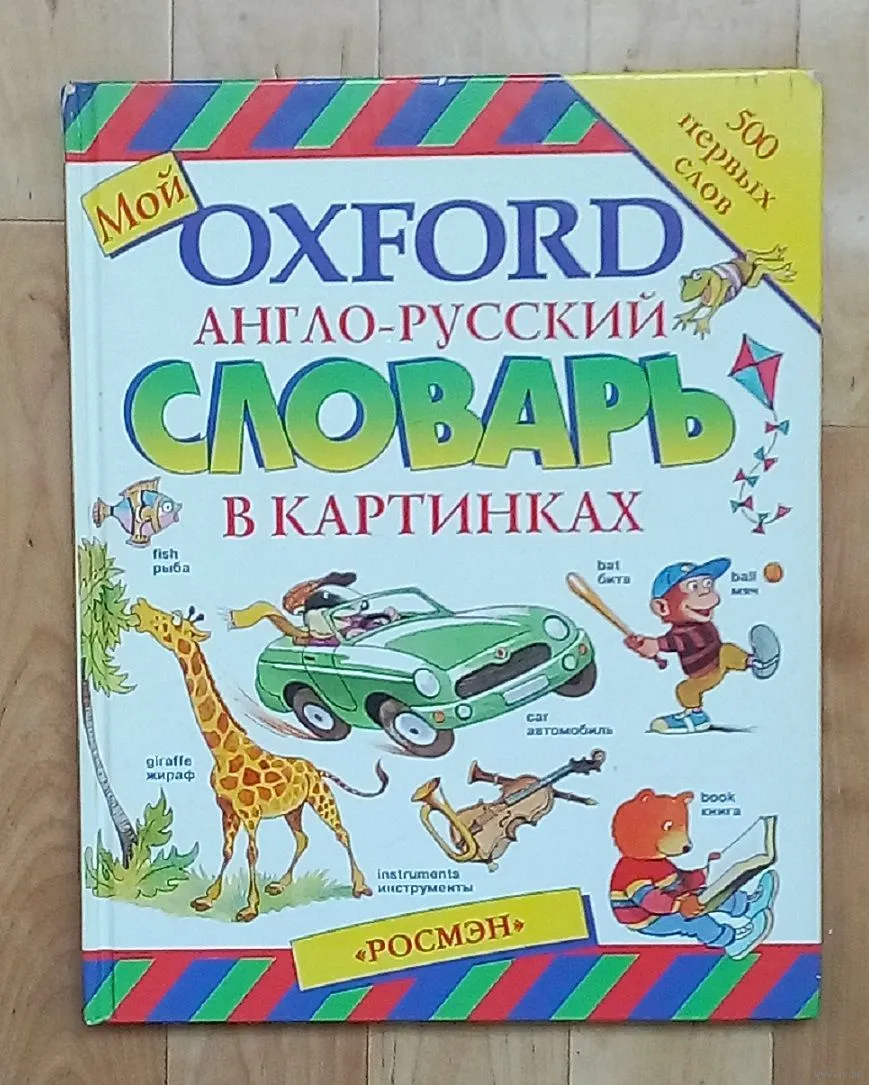 500
первых
слов
Мой
OXFORD
АНГЛО-РУССКИЙ
СЛОВАРЬ
В КАРТИНКАХ
fish
рыба
bat
бита
ball
мяч
car
автомобиль
giraffe
жираф
book
книга
instruments
инструменты
«РОСМЭН»